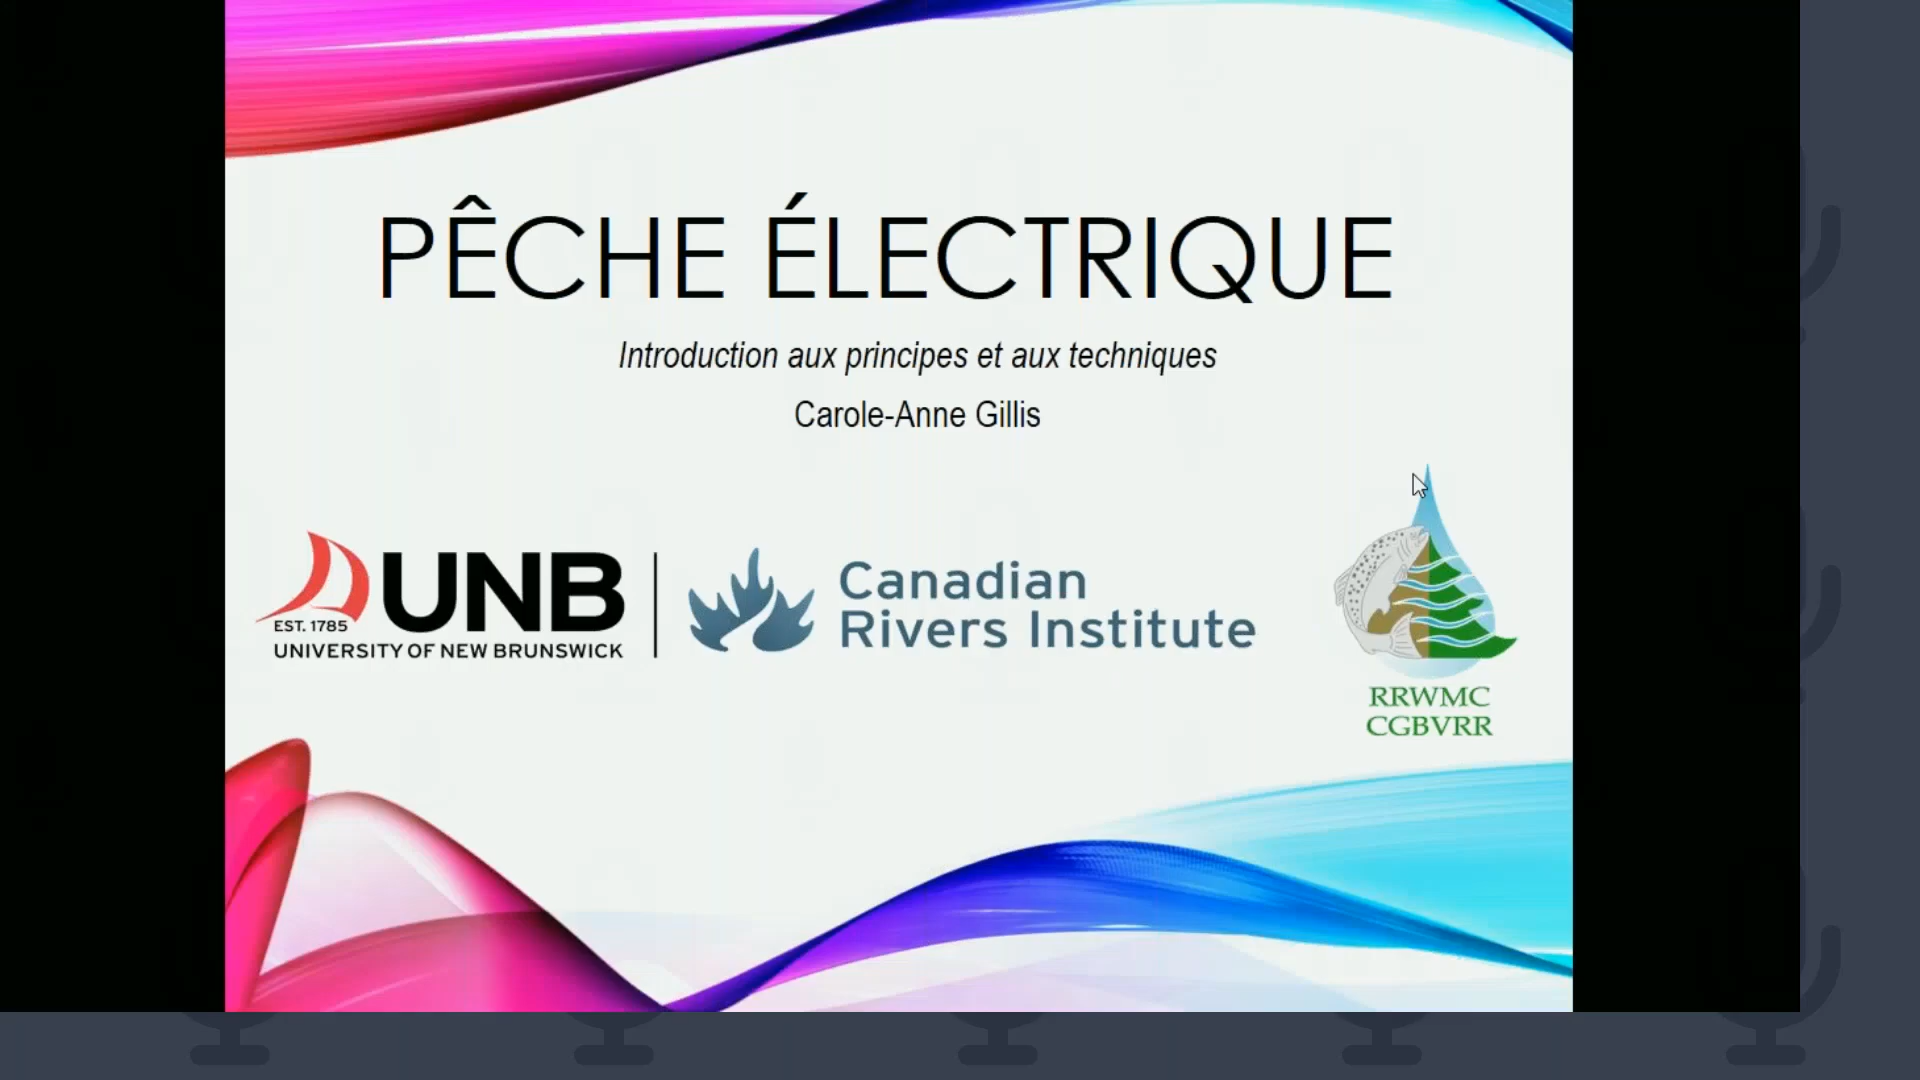 PÊCHE ÉLECTRIQUE
Introduction aux principes et aux techniques
Carole-Anne Gillis
EST. 1785
UNB
UNIVERSITY OF NEW BRUNSWICK
Canadian
Rivers Institute
RRWMC
CGBVRR